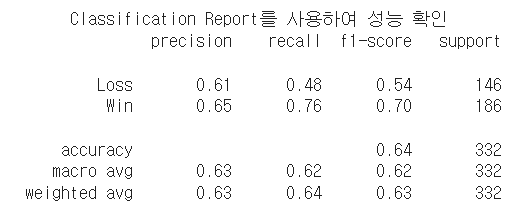 Classification Report를 사용하여 성능 확인
precision recall f1-score support
Loss 0.61 0.48 0.54 146
Win 0.65 0.76 0.70 186
accuracy 0.64 332
macro avg 0.63 0.62 0.62 332
weighted avg 0.63 0.64 0.63 332